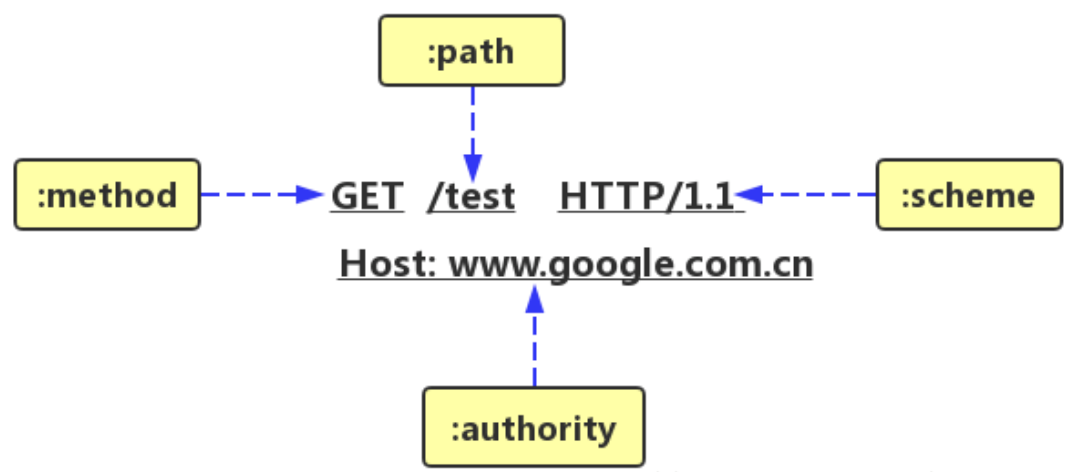 :path
:method
GET /test HTTP/1.1
:scheme
Host: www.google.com.cn
:authority